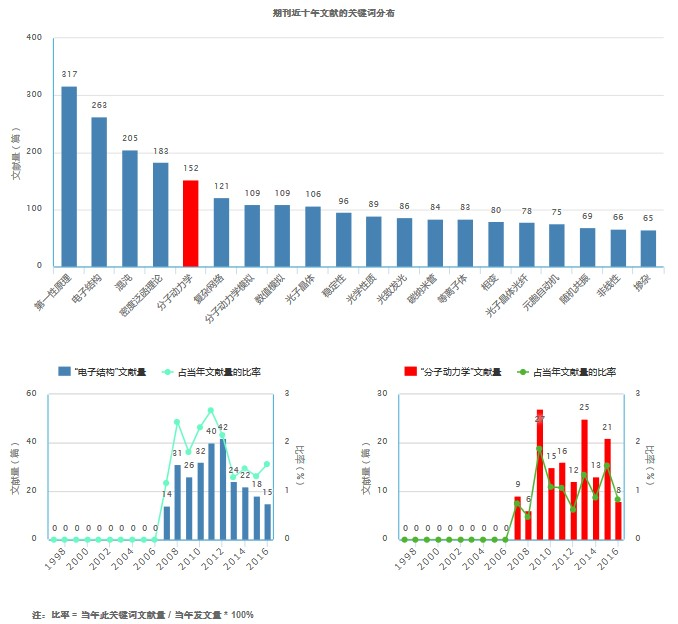 期刊近十年文献的关键词分布
400
300
200
100
0
文献量（篇）
317
263
205
183
152
121
109
109
106
96
89
86
84
83
80
78
75
69
66
65
第一性原理
电子结构
混沌
密度泛函理论
分子动力学
复杂网络
分子动力学模拟
数值模拟
光子晶体
稳定性
光学性质
光致发光
碳纳米管
等离子体
相变
光子晶体光纤
元胞自动机
随机共振
非线性
掺杂
"电子结构"文献量 占当年文献量的比率
60
40
20
0
文献量（篇）
3
2
1
0
比率（%）
0 0 0 0 0 0 0 0 0 0 14 31 26 32 40 42 24 22 18 15
1998 2000 2002 2004 2006 2008 2010 2012 2014 2016
"分子动力学"文献量 占当年文献量的比率
30
20
10
0
文献量（篇）
3
2
1
0
比率（%）
0 0 0 0 0 0 0 0 0 0 9 6 27 15 16 12 25 13 21 8
1998 2000 2002 2004 2006 2008 2010 2012 2014 2016
注：比率 = 当年此关键词文献量 / 当年发文量 * 100%